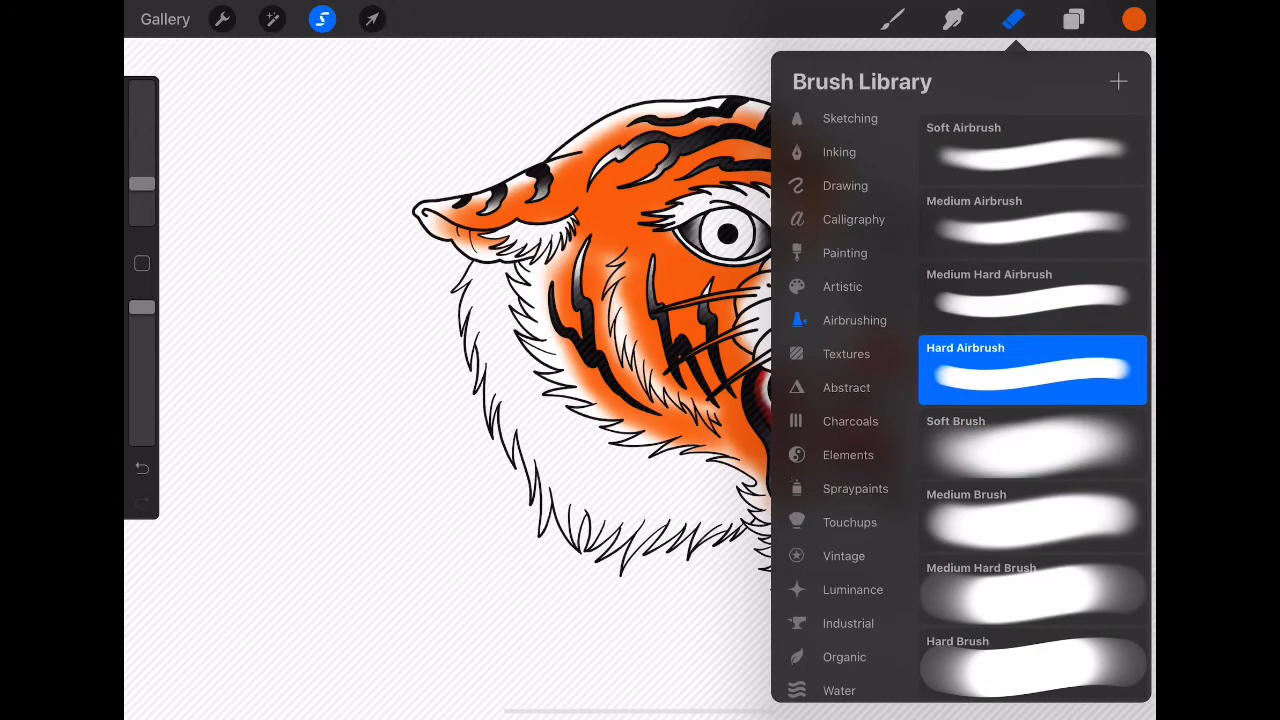 Gallery
Brush Library
Sketching
Inking
Drawing
Calligraphy
Painting
Artistic
Airbrushing
Textures
Abstract
Charcoals
Elements
Spraypaints
Touchups
Vintage
Luminance
Industrial
Organic
Water
Soft Airbrush
Medium Airbrush
Medium Hard Airbrush
Hard Airbrush
Soft Brush
Medium Brush
Medium Hard Brush
Hard Brush